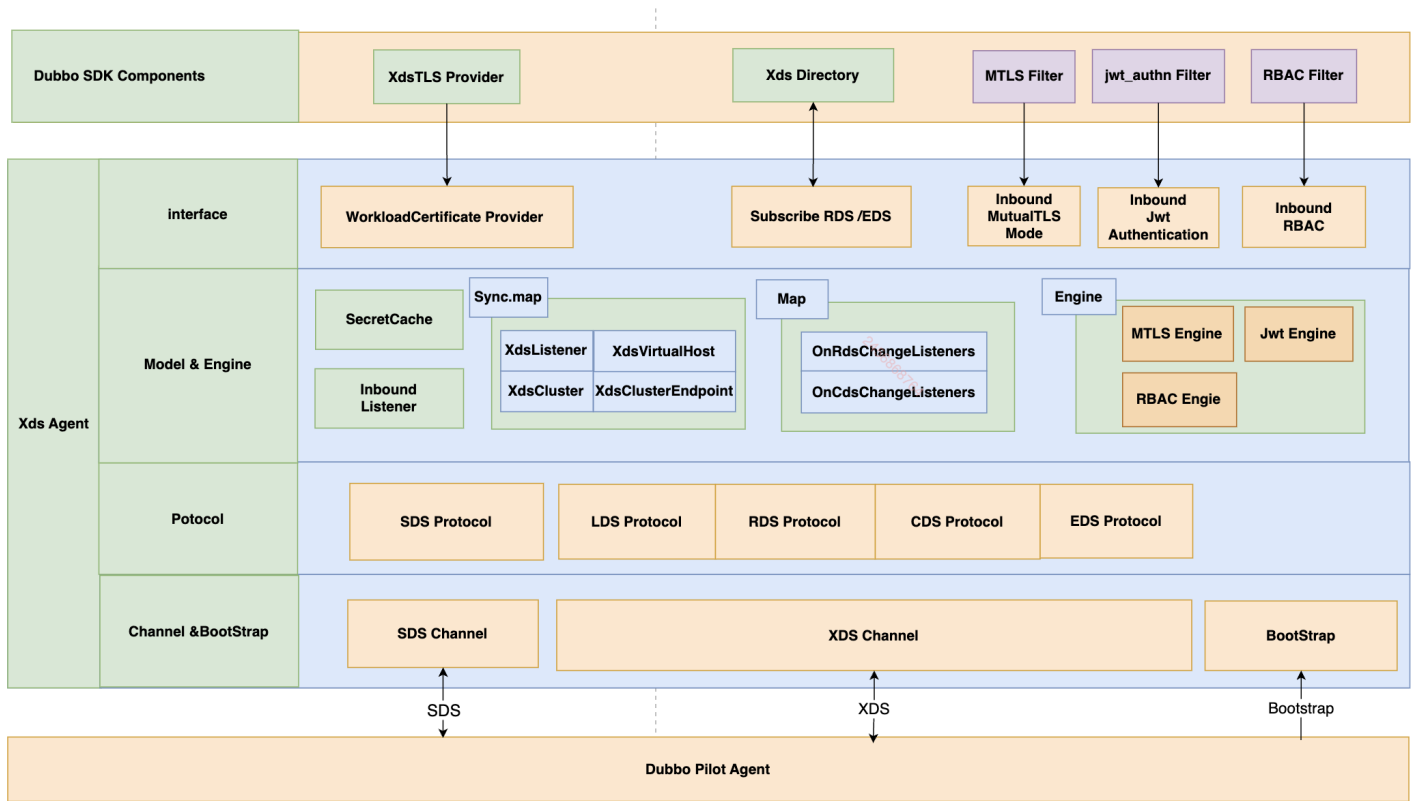 Dubbo SDK Components
XdsTLS Provider
Xds Directory
MTLS Filter
jwt_authn Filter
RBAC Filter
Xds Agent
interface
WorkloadCertificate Provider
Subscribe RDS /EDS
Inbound
MutualTLS
Mode
Inbound
Jwt
Authentication
Inbound
RBAC
Model & Engine
SecretCache
Inbound
Listener
Sync.map
XdsListener
XdsVirtualHost
XdsCluster
XdsClusterEndpoint
Map
OnRdsChangeListeners
OnCdsChangeListeners
Engine
MTLS Engine
Jwt Engine
RBAC Engie
Potocol
SDS Protocol
LDS Protocol
RDS Protocol
CDS Protocol
EDS Protocol
Channel &BootStrap
SDS Channel
XDS Channel
BootStrap
SDS
XDS
Bootstrap
Dubbo Pilot Agent